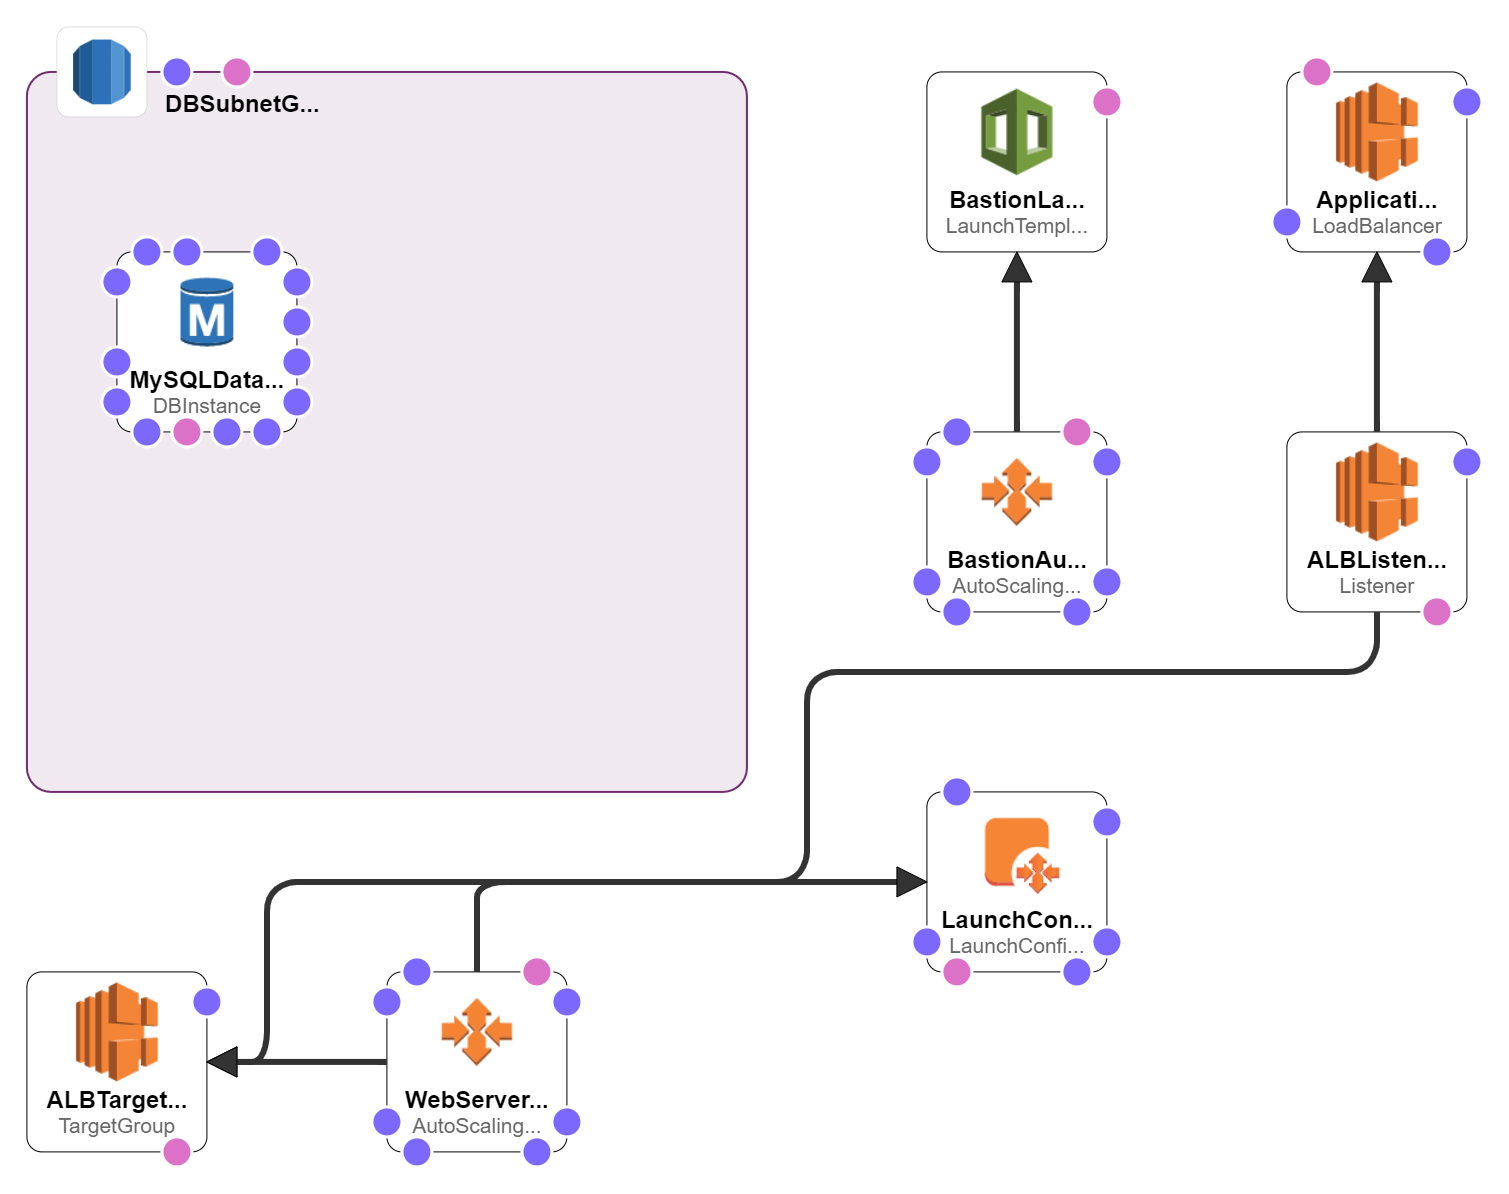 DBSubnetG...
BastionLa...
LaunchTempl...
Applicati...
LoadBalancer
M
MySQLData...
DBInstance
BastionAu...
AutoScaling...
ALBListen...
Listener
LaunchCon...
LaunchConfi...
ALBTarget...
TargetGroup
WebServer...
AutoScaling...